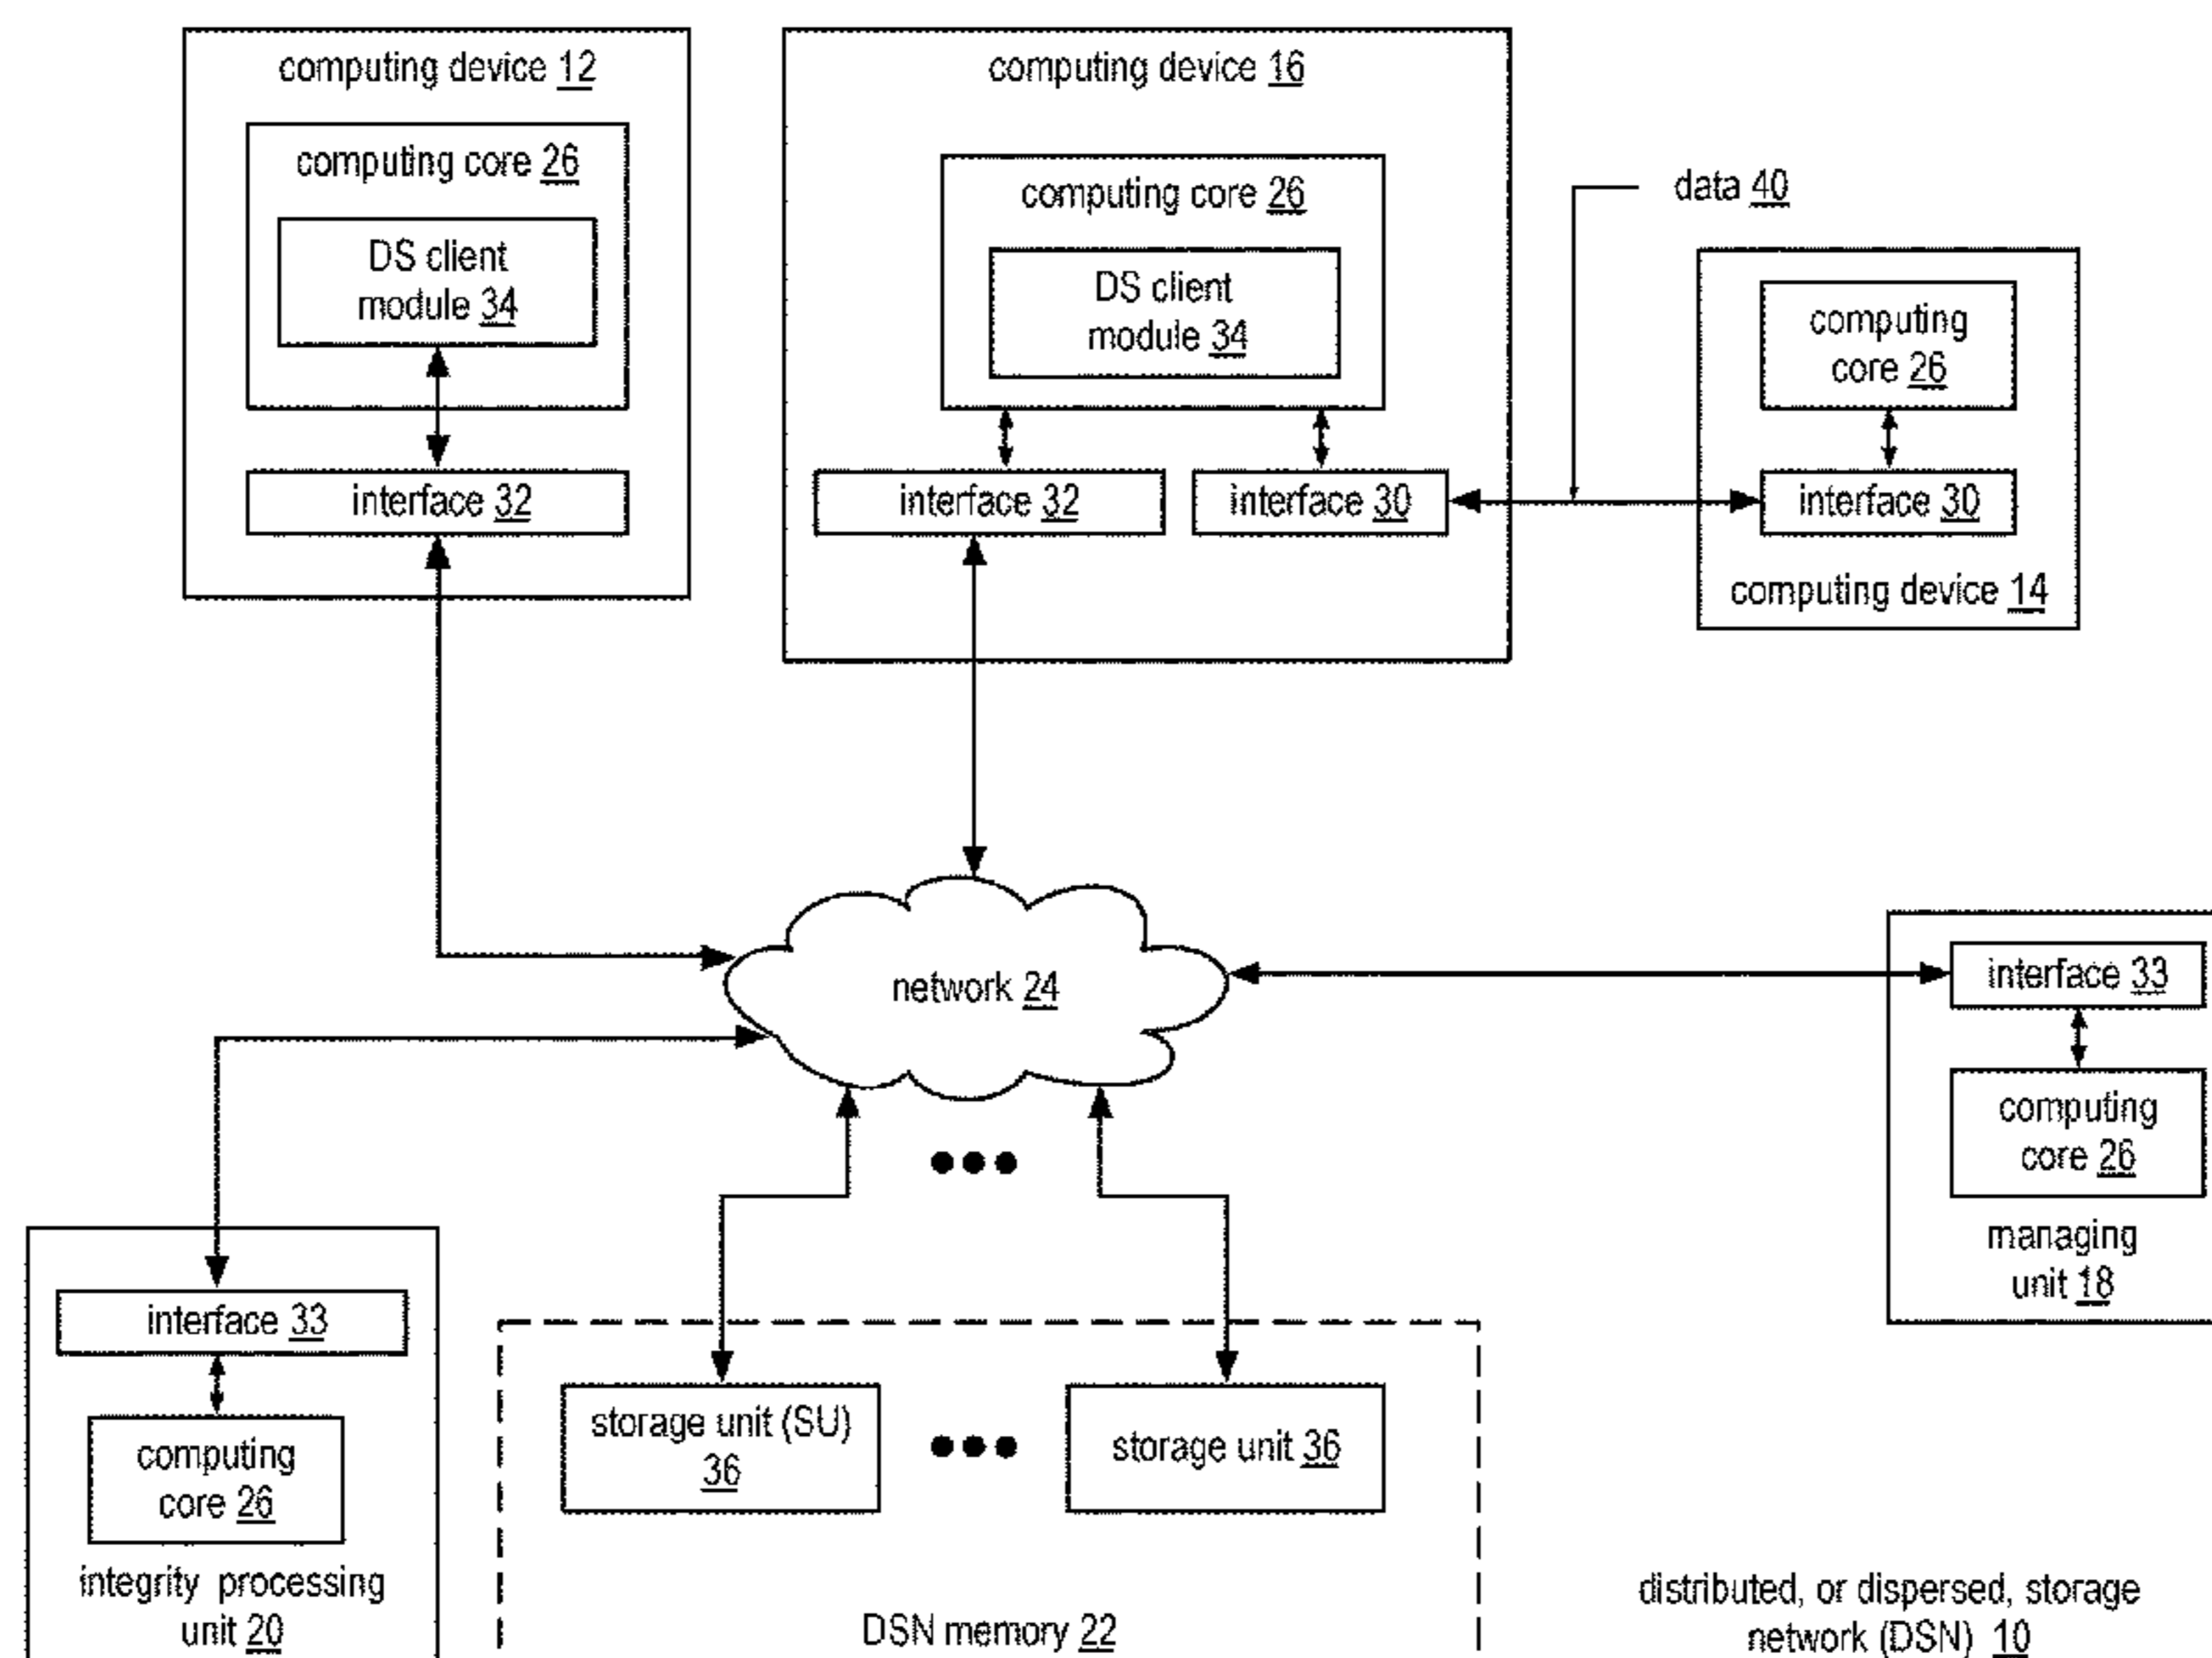 computing device 12
computing core 26
DS client
module 34
interface 32
computing device 16
computing core 26
DS client
module 34
interface 32
interface 30
data 40
computing
core 26
interface 30
computing device 14
network 24
interface 33
computing
core 26
managing
unit 18
interface 33
computing
core 26
integrity processing
unit 20
storage unit (SU)
36
storage unit 36
DSN memory 22
distributed, or dispersed, storage
network (DSN) 10